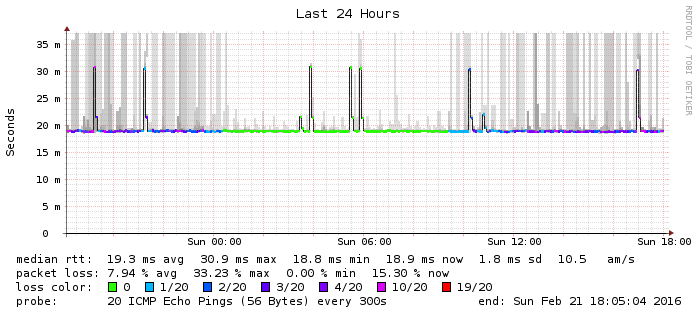 Last 24 Hours
RRDTOOL / TOBI OETIKER
Seconds
35 m
30 m
25 m
20 m
15 m
10 m
5 m
0
Sun 00:00 Sun 06:00 Sun 12:00 Sun 18:00
median rtt: 19.3 ms avg 30.9 ms max 18.8 ms min 18.9 ms now 1.8 ms sd 10.5 am/s
packet loss: 7.94 % avg 33.23 % max 0.00 % min 15.30 % now
loss color: 0 1/20 2/20 3/20 4/20 10/20 19/20
probe: 20 ICMP Echo Pings (56 Bytes) every 300s end: Sun Feb 21 18:05:04 2016